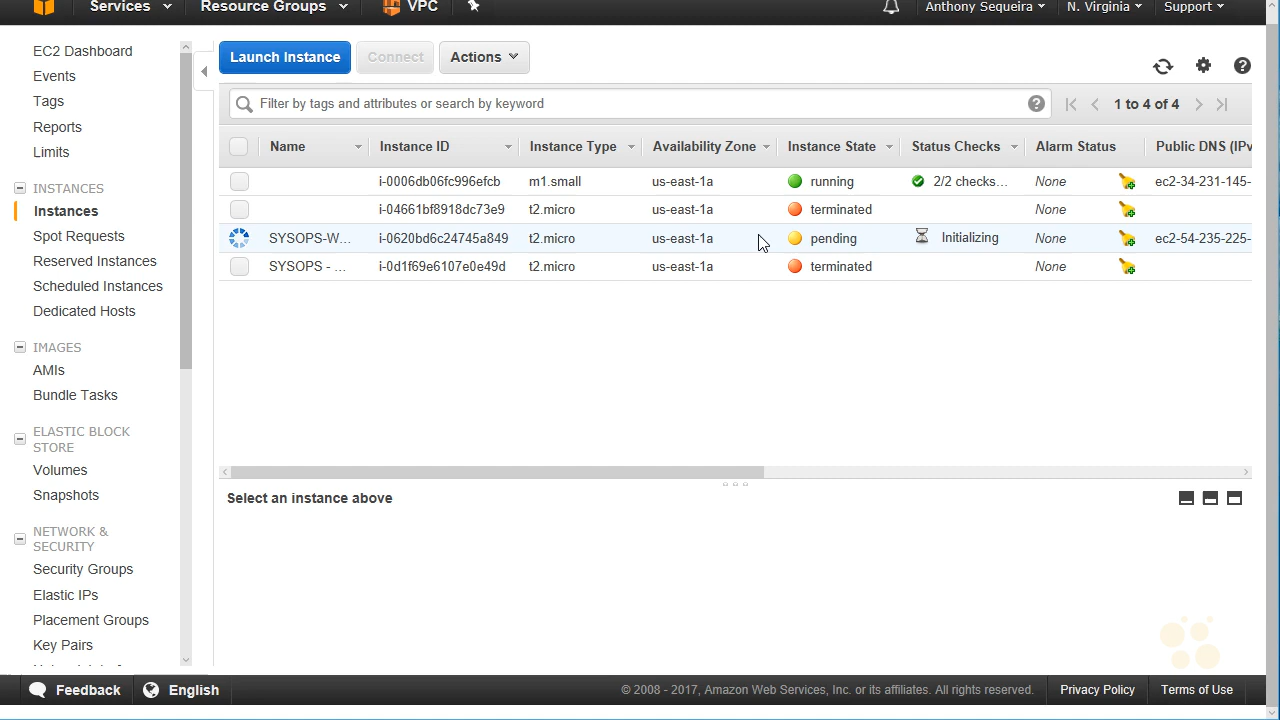 Services Resource Groups VPC Anthony Sequeira N. Virginia Support
EC2 Dashboard
Events
Tags
Reports
Limits
INSTANCES
Instances
Spot Requests
Reserved Instances
Scheduled Instances
Dedicated Hosts
IMAGES
AMIs
Bundle Tasks
ELASTIC BLOCK
STORE
Volumes
Snapshots
NETWORK &
SECURITY
Security Groups
Elastic IPs
Placement Groups
Key Pairs
Launch Instance Connect Actions
Filter by tags and attributes or search by keyword 1 to 4 of 4
Name Instance ID Instance Type Availability Zone Instance State Status Checks Alarm Status Public DNS (IPv
i-0006db06fc996efcb m1.small us-east-1a running 2/2 checks... None ec2-34-231-145-
i-04661bf8918dc73e9 t2.micro us-east-1a terminated None
SYSOPS-W... i-0620bd6c24745a849 t2.micro us-east-1a pending Initializing None ec2-54-235-225-
SYSOPS - ... i-0d1f69e6107e0e49d t2.micro us-east-1a terminated None
Select an instance above
Feedback English © 2008 - 2017, Amazon Web Services, Inc. or its affiliates. All rights reserved. Privacy Policy Terms of Use